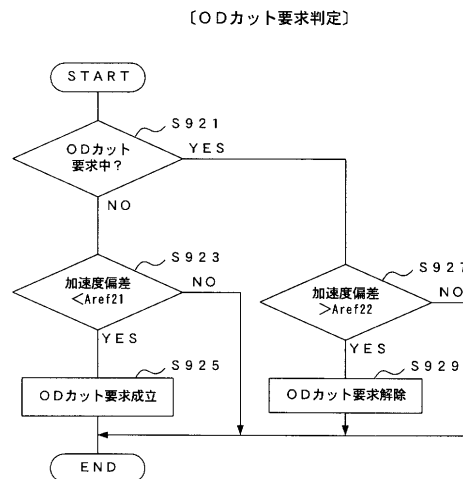 〔ODカット要求判定〕
START
S921
ODカット
要求中?
YES
NO
S923
加速度偏差
<Aref21
NO
YES
S927
加速度偏差
>Aref22
NO
YES
S925
ODカット要求成立
S929
ODカット要求解除
END